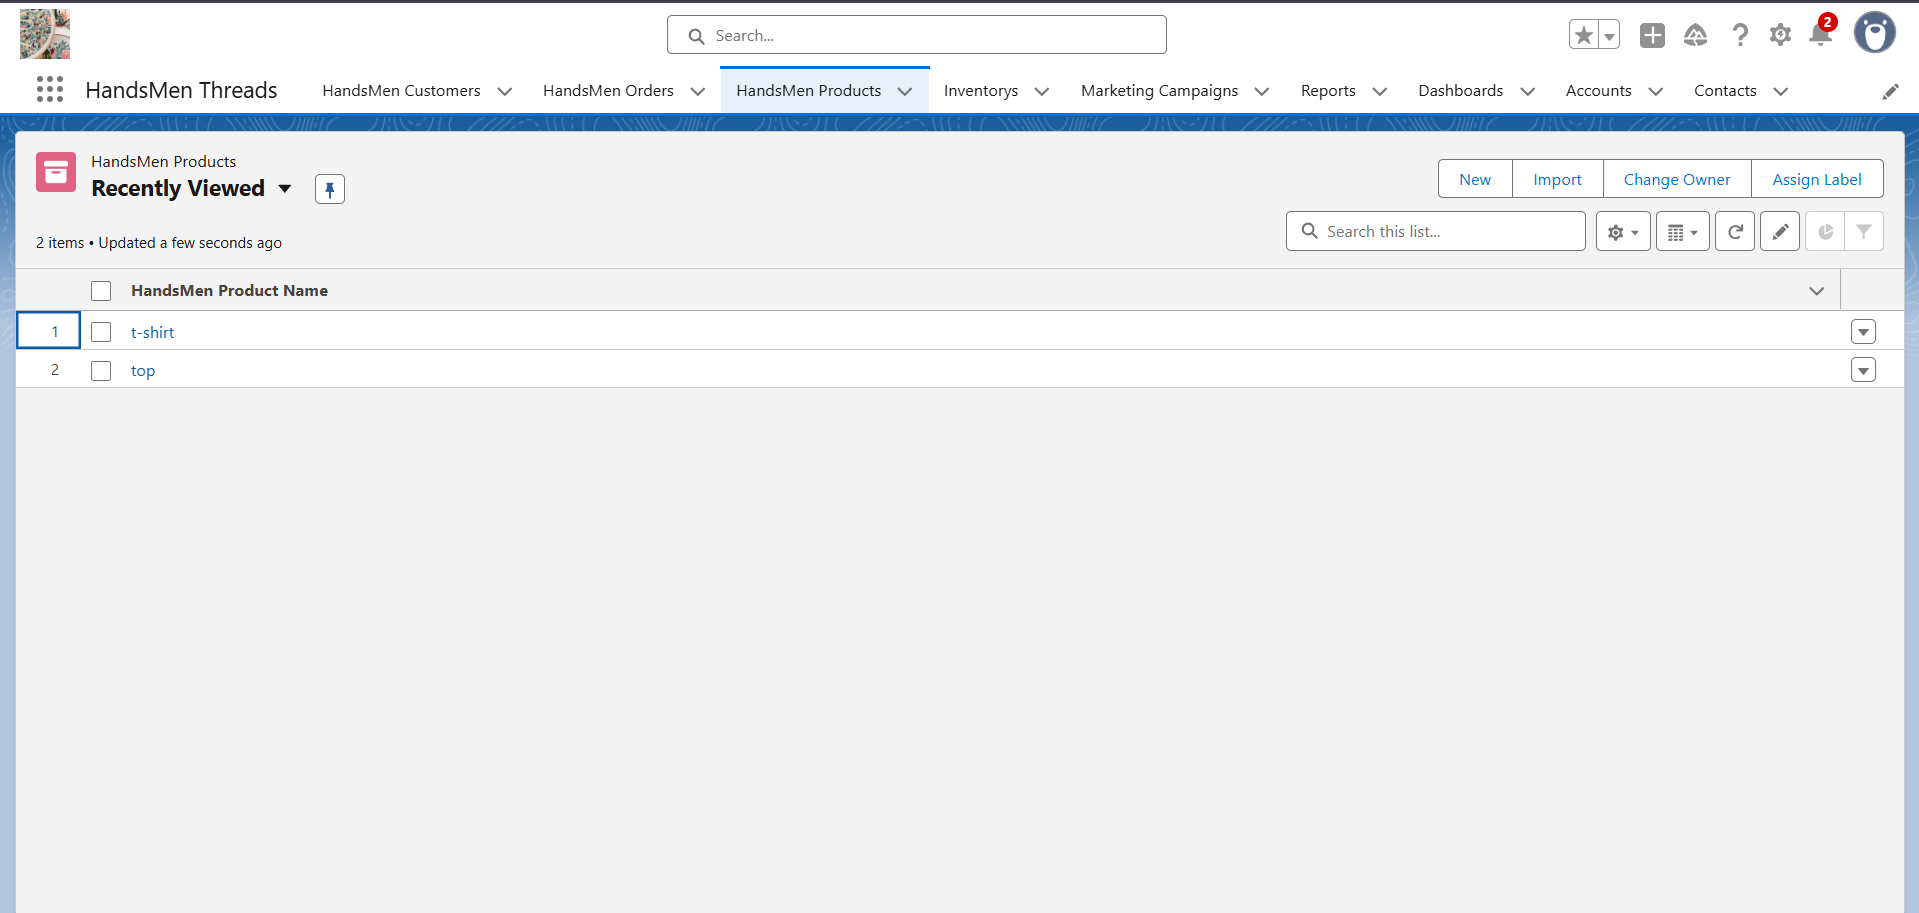 Search...
2
HandsMen Threads
HandsMen Customers
HandsMen Orders
HandsMen Products
Inventorys
Marketing Campaigns
Reports
Dashboards
Accounts
Contacts
HandsMen Products
Recently Viewed
New
Import
Change Owner
Assign Label
2 items • Updated a few seconds ago
Search this list...
HandsMen Product Name
1 t-shirt
2 top